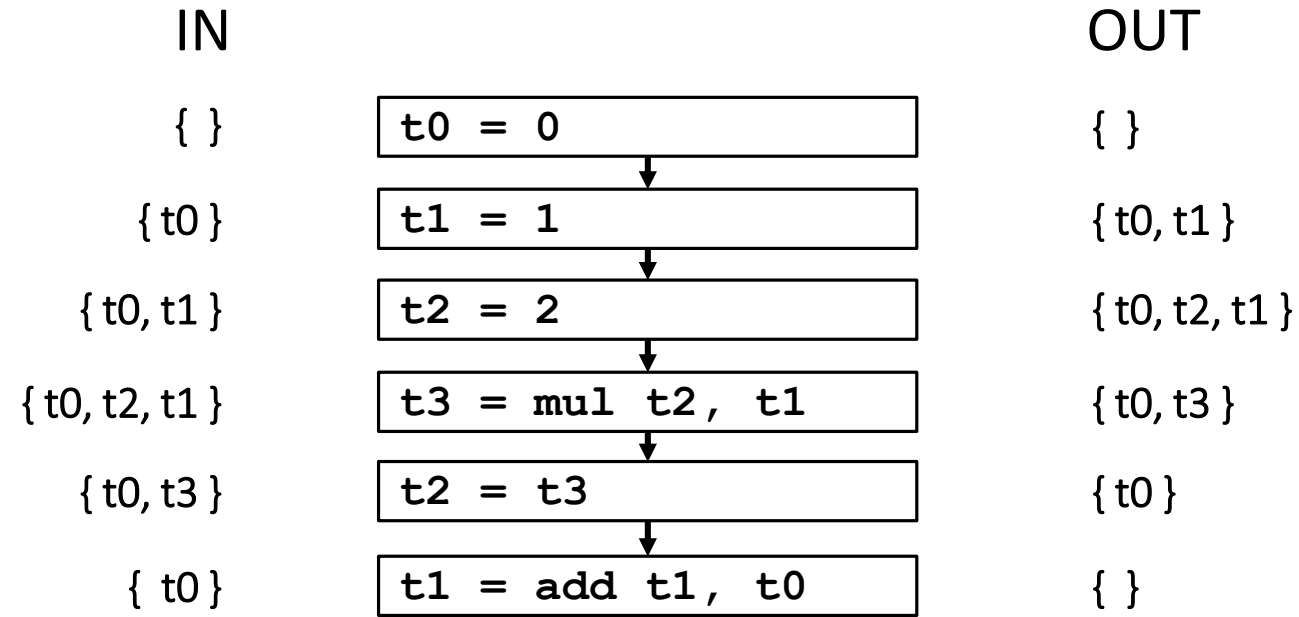 IN OUT
{ } t0 = 0 { }
{ t0 } t1 = 1 { t0, t1 }
{ t0, t1 } t2 = 2 { t0, t2, t1 }
{ t0, t2, t1 } t3 = mul t2, t1 { t0, t3 }
{ t0, t3 } t2 = t3 { t0 }
{ t0 } t1 = add t1, t0 { }